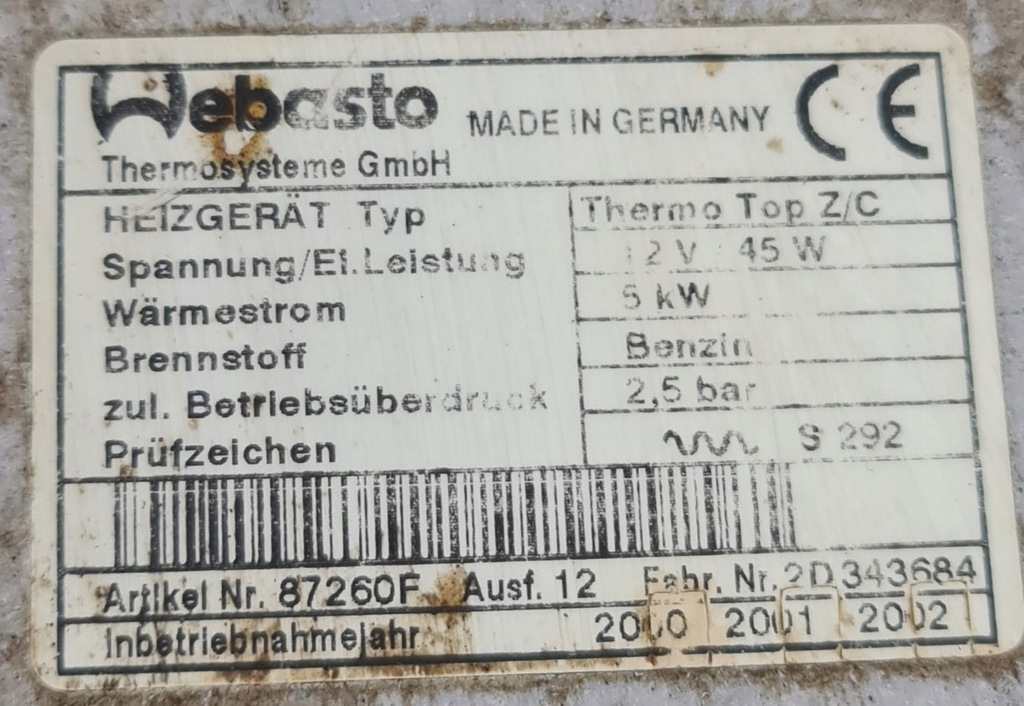 Webasto MADE IN GERMANY CE
Thermosysteme GmbH
HEIZGERÄT Typ Thermo Top Z/C
Spannung/El.Leistung 12 V / 45 W
Wärmestrom 5 kW
Brennstoff Benzin
zul. Betriebsüberdruck 2,5 bar
Prüfzeichen S 292
Artikel Nr. 87260F Ausf. 12 Fabr. Nr. 2D343684
Inbetriebnahmejahr 2000 2001 2002